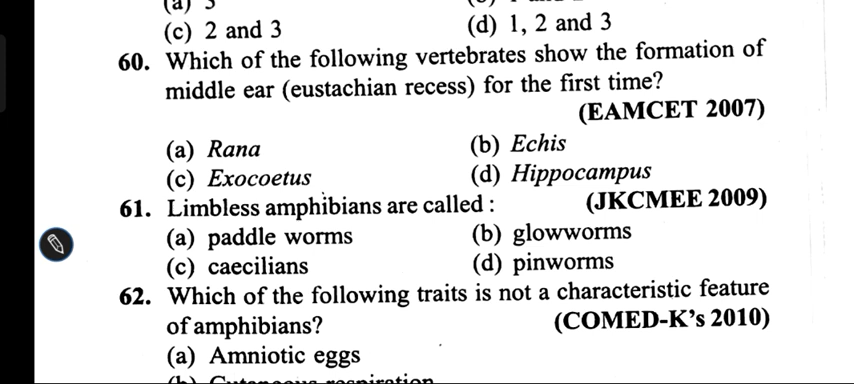 (a) 3
(c) 2 and 3 (d) 1, 2 and 3
60. Which of the following vertebrates show the formation of
middle ear (eustachian recess) for the first time?
(EAMCET 2007)
(a) Rana (b) Echis
(c) Exocoetus (d) Hippocampus
61. Limbless amphibians are called : (JKCMEE 2009)
(a) paddle worms (b) glowworms
(c) caecilians (d) pinworms
62. Which of the following traits is not a characteristic feature
of amphibians? (COMED-K's 2010)
(a) Amniotic eggs
(b) Cutaneous respiration